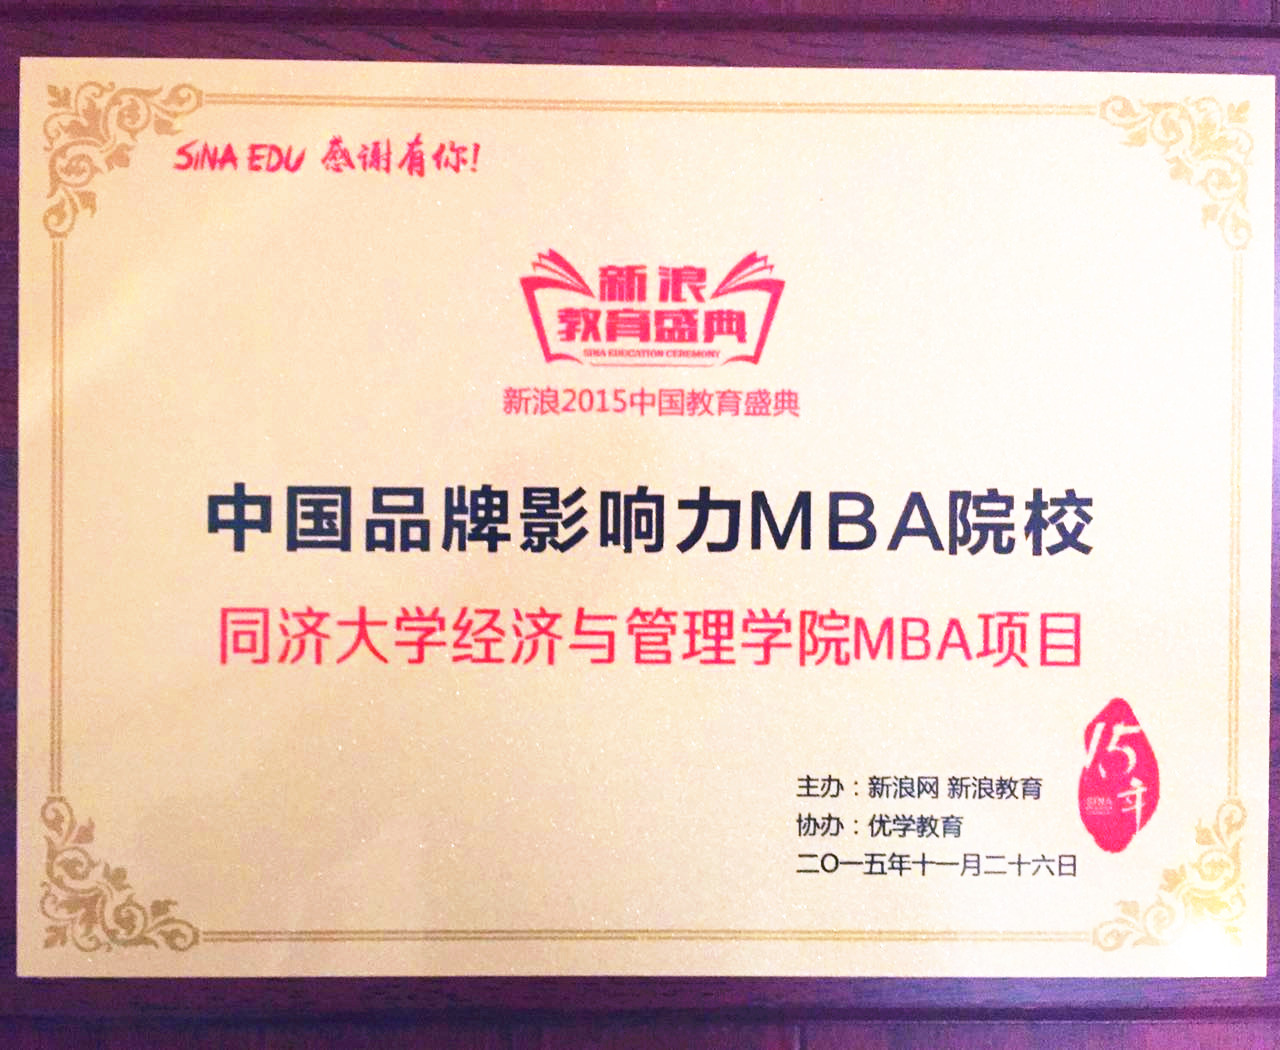 SINA EDU 感谢有你!
新浪
教育盛典
SINA EDUCATION CEREMONY
新浪2015中国教育盛典
中国品牌影响力MBA院校
同济大学经济与管理学院MBA项目
15
年
SINA
主办：新浪网 新浪教育
协办：优学教育
二〇一五年十一月二十六日